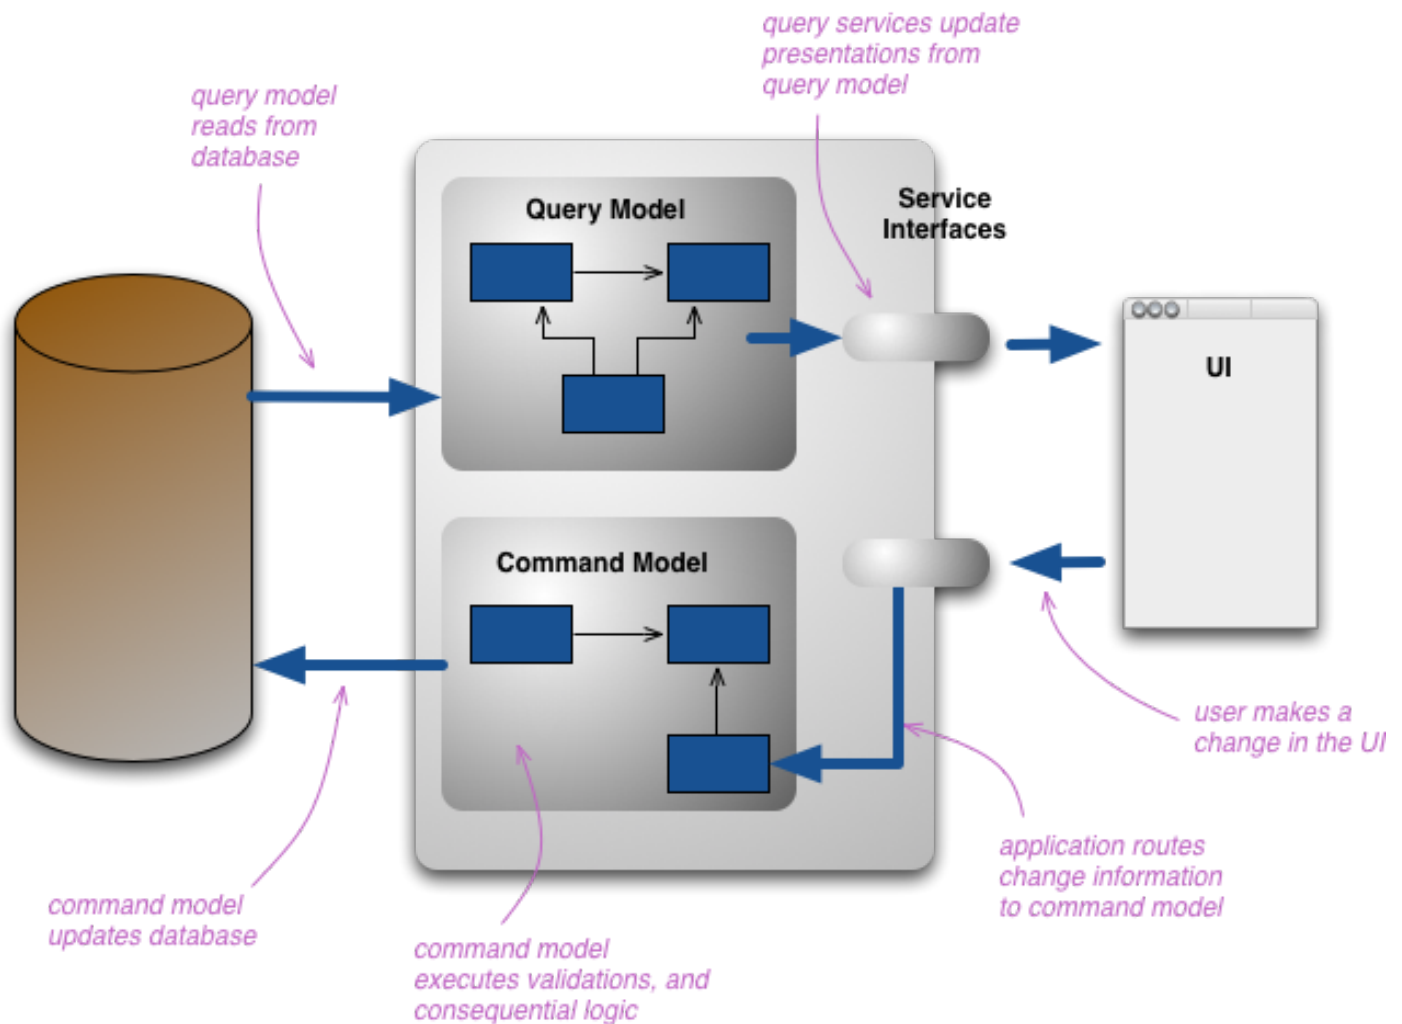 query services update
presentations from
query model
query model
reads from
database
Service
Interfaces
Query Model
UI
Command Model
user makes a
change in the UI
application routes
change information
to command model
command model
updates database
command model
executes validations, and
consequential logic